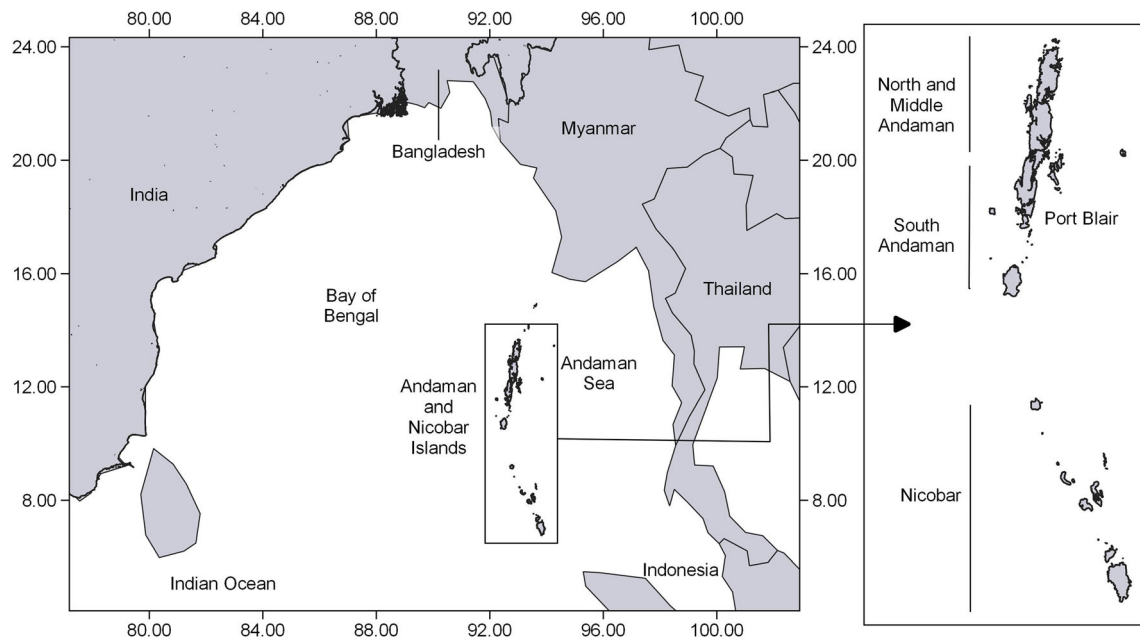 80.00 84.00 88.00 92.00 96.00 100.00
24.00
24.00
20.00
20.00
16.00
16.00
12.00
12.00
8.00
8.00
India
Bangladesh
Myanmar
Bay of
Bengal
Thailand
Andaman
Sea
Andaman
and
Nicobar
Islands
Indian Ocean
Indonesia
80.00 84.00 88.00 92.00 96.00 100.00
North and
Middle
Andaman
South
Andaman
Port Blair
Nicobar